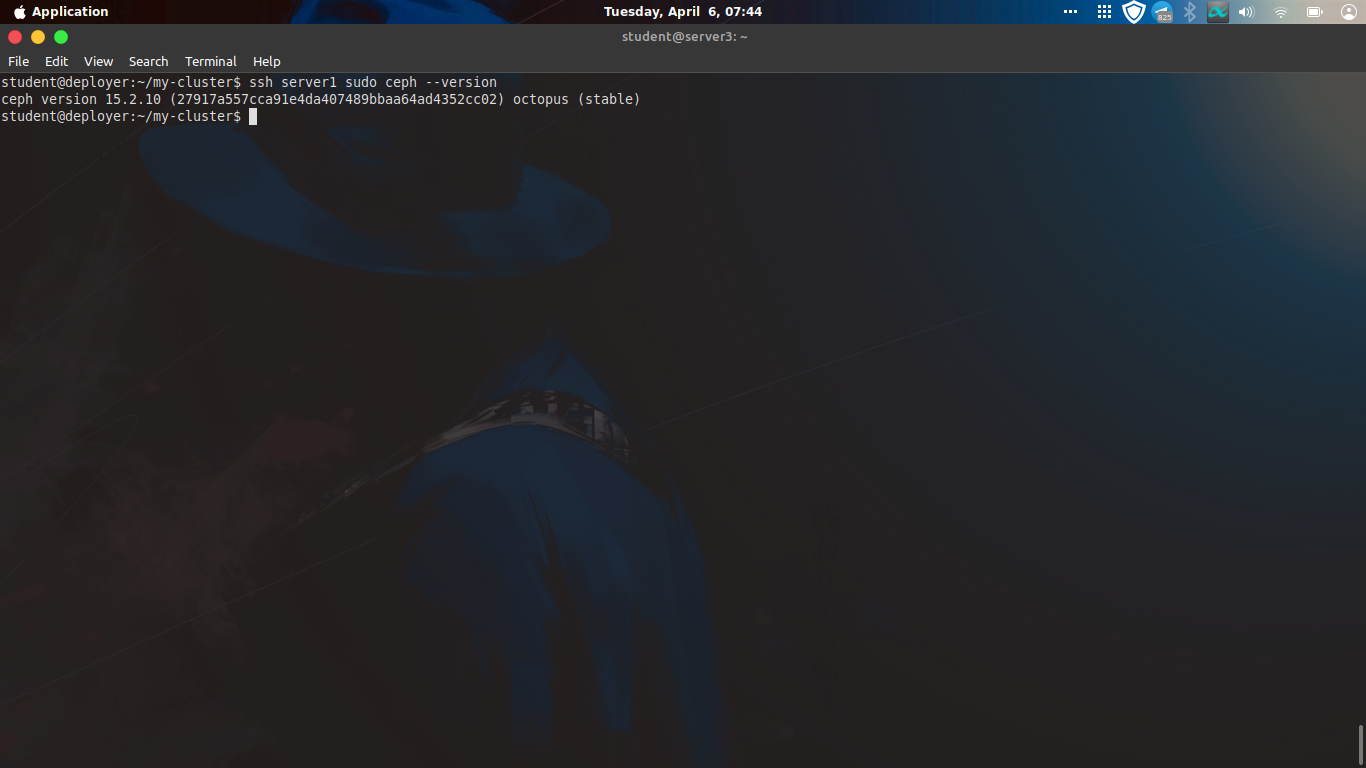 Application
Tuesday, April 6, 07:44
825
student@server3: ~
File Edit View Search Terminal Help
student@deployer:~/my-cluster$ ssh server1 sudo ceph --version
ceph version 15.2.10 (27917a557cca91e4da407489bbaa64ad4352cc02) octopus (stable)
student@deployer:~/my-cluster$